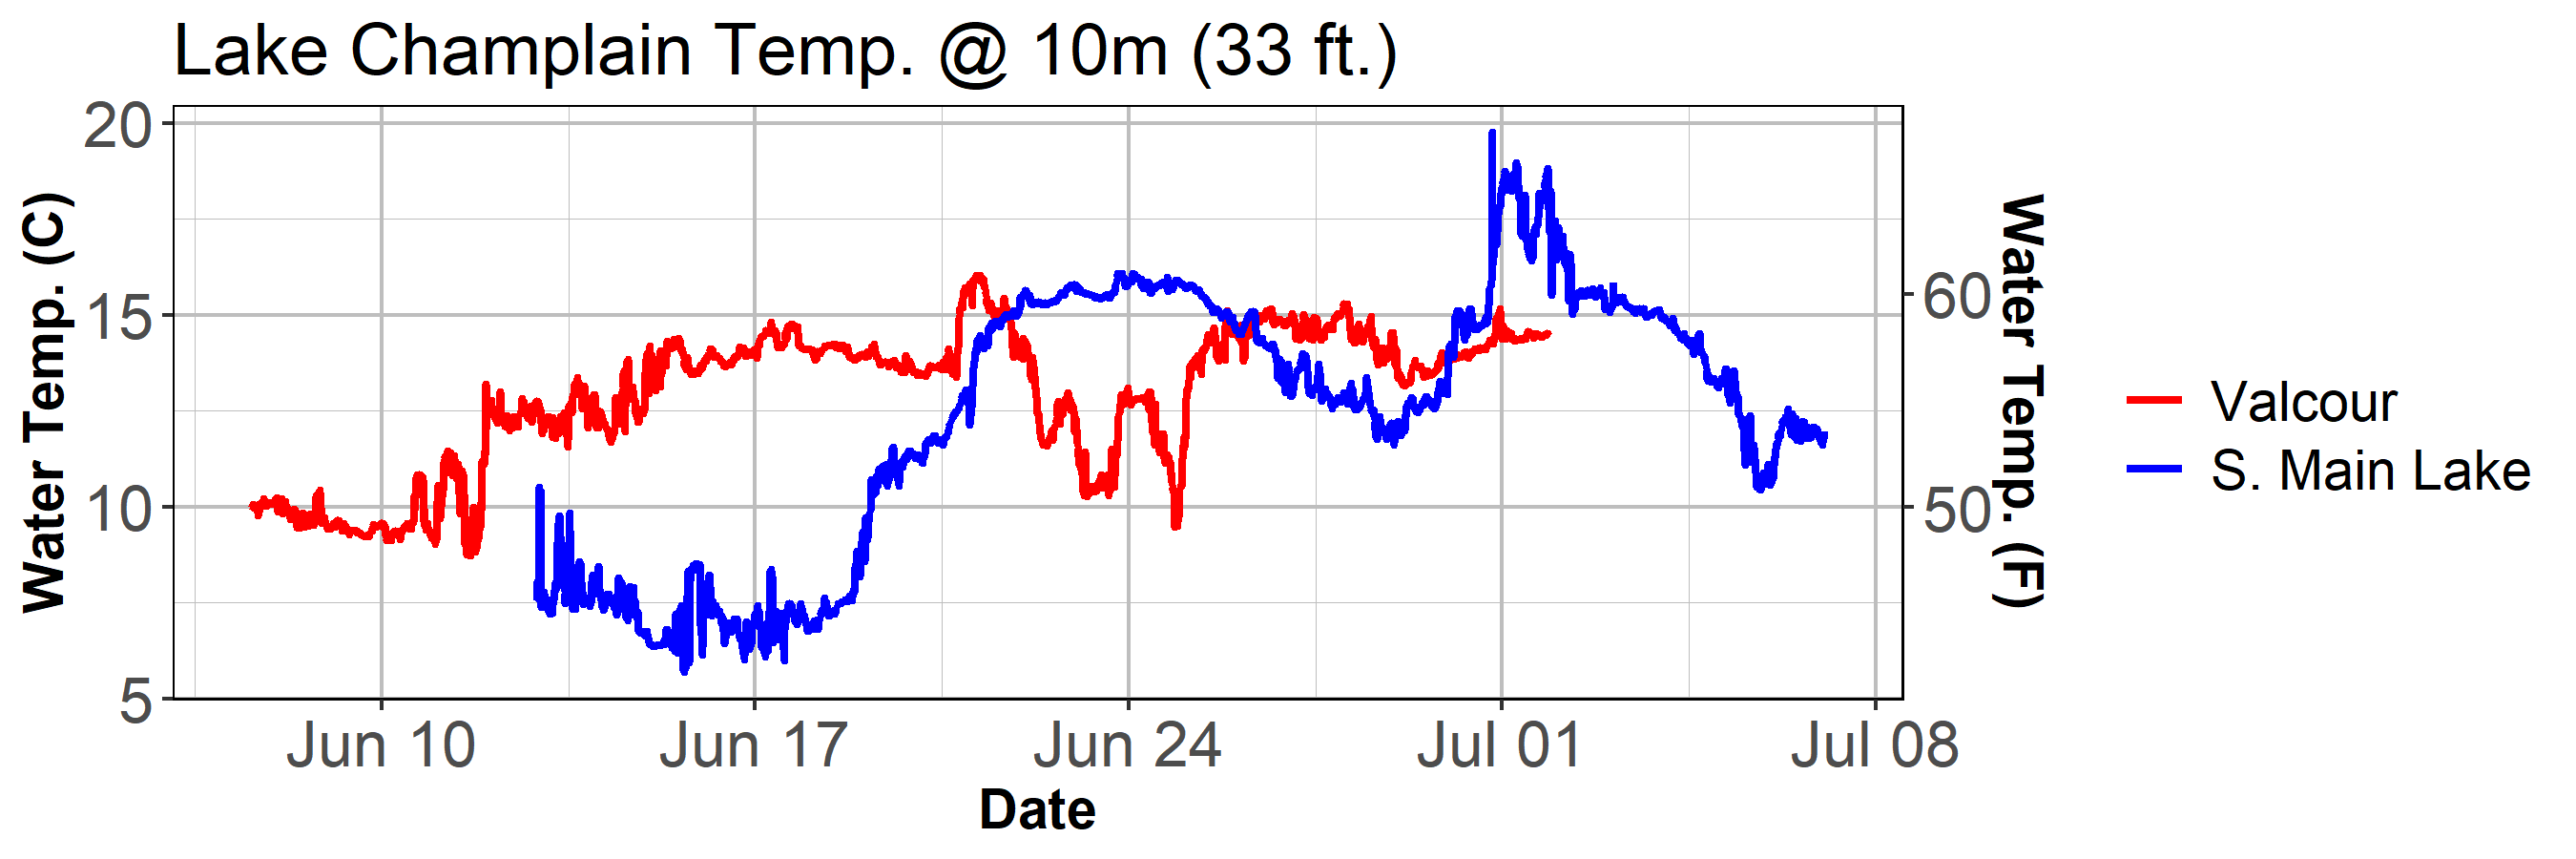 Lake Champlain Temp. @ 10m (33 ft.)
Water Temp. (C)
20
15
10
5
60
50
Water Temp. (F)
Jun 10 Jun 17 Jun 24 Jul 01 Jul 08
Date
Valcour
S. Main Lake